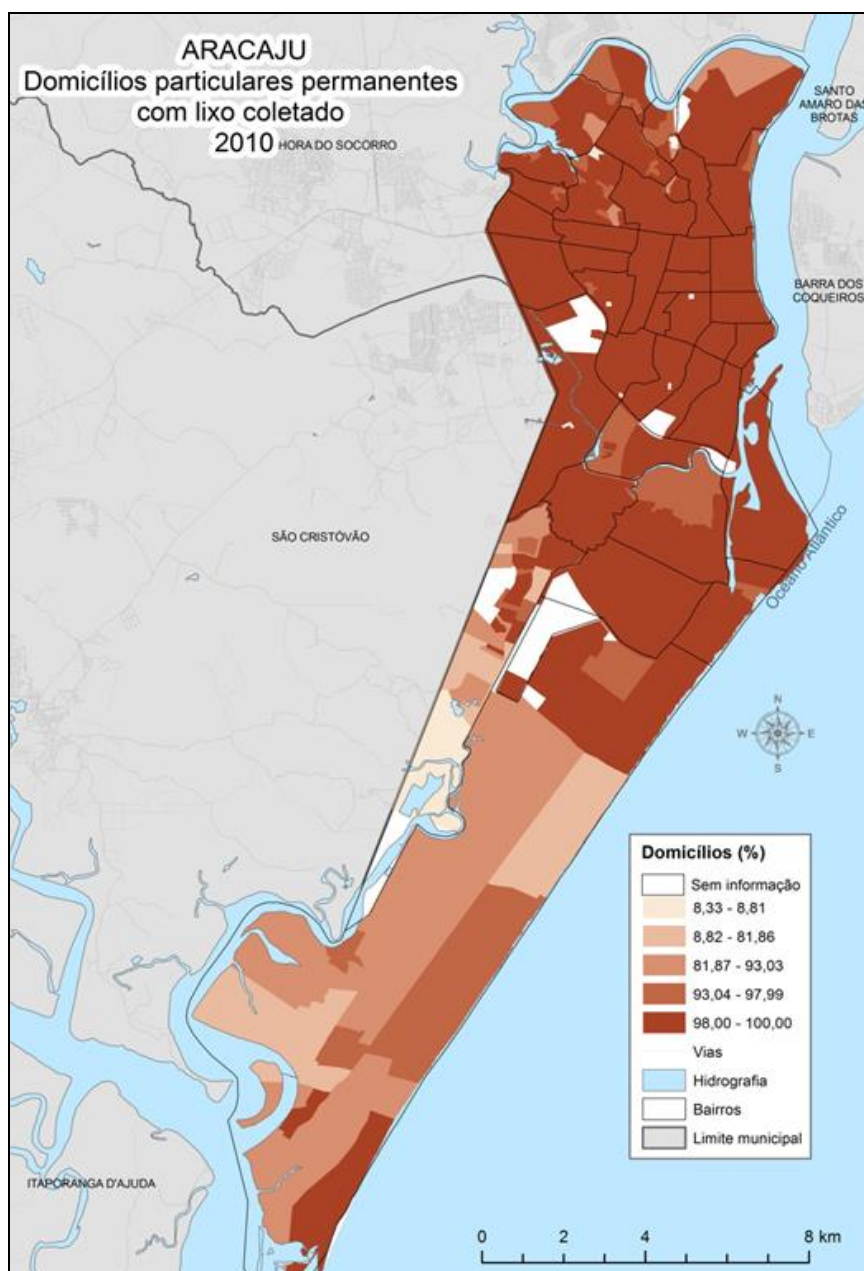 ARACAJU
Domicílios particulares permanentes
com lixo coletado
2010
HORA DO SOCORRO
SANTO
AMARO DAS
BROTAS
BARRA DOS
COQUEIROS
SÃO CRISTÓVÃO
Oceano Atlântico
N
W
E
S
Domicílios (%)
Sem informação
8,33 - 8,81
8,82 - 81,86
81,87 - 93,03
93,04 - 97,99
98,00 - 100,00
Vias
Hidrografia
Bairros
Limite municipal
ITAPORANGA D'AJUDA
0 2 4 8 km